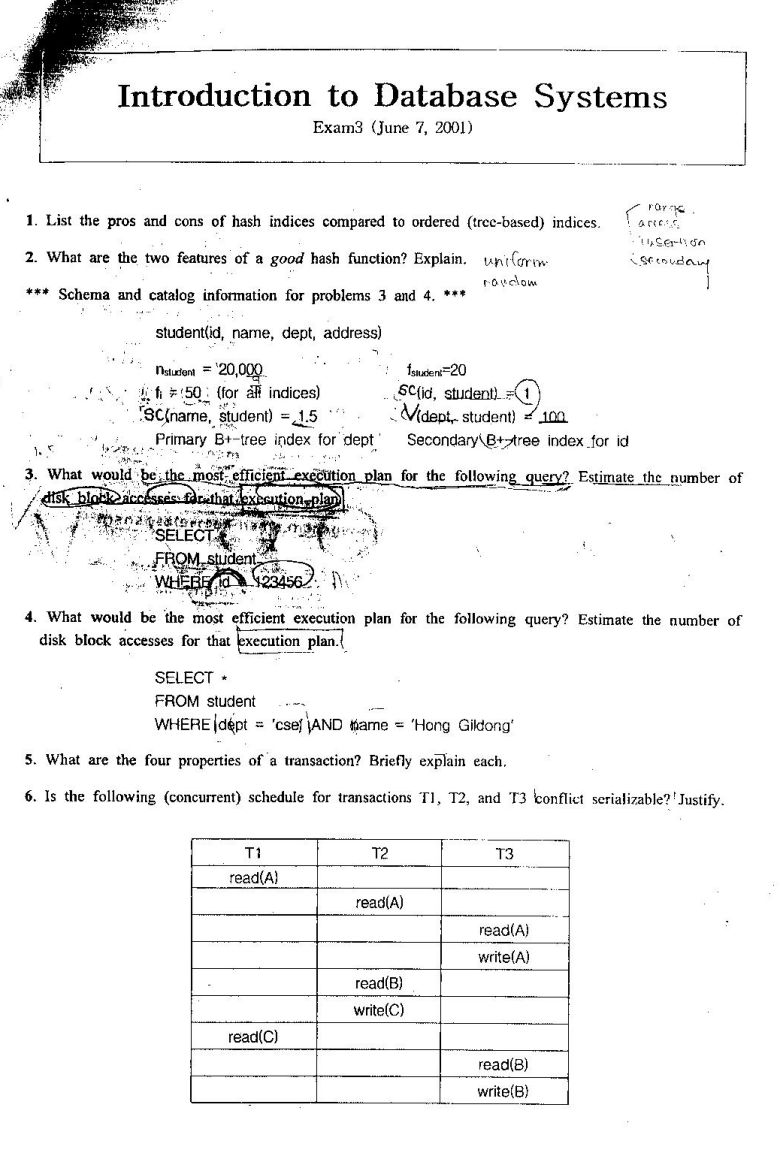 Introduction to Database Systems
Exam3 (June 7, 2001)
1. List the pros and cons of hash indices compared to ordered (tree-based) indices.
range
access
insertion
secondary
2. What are the two features of a good hash function? Explain. uniform
random
*** Schema and catalog information for problems 3 and 4. ***
student(id, name, dept, address)
nstudent = 20,000 fstudent=20
fi = 50 (for all indices) SC(id, student) = 1
SC(name, student) = 1.5 V(dept, student) = 100
Primary B+-tree index for dept Secondary B+-tree index for id
1.5
3. What would be the most efficient execution plan for the following query? Estimate the number of
disk block accesses for that execution plan.
SELECT
FROM student
WHERE id 123456
4. What would be the most efficient execution plan for the following query? Estimate the number of
disk block accesses for that execution plan.
SELECT *
FROM student
WHERE dept = 'cse' AND name = 'Hong Gildong'
5. What are the four properties of a transaction? Briefly explain each.
6. Is the following (concurrent) schedule for transactions T1, T2, and T3 conflict serializable? Justify.
T1 T2 T3
read(A)
read(A)
read(A)
write(A)
read(B)
write(C)
read(C)
read(B)
write(B)